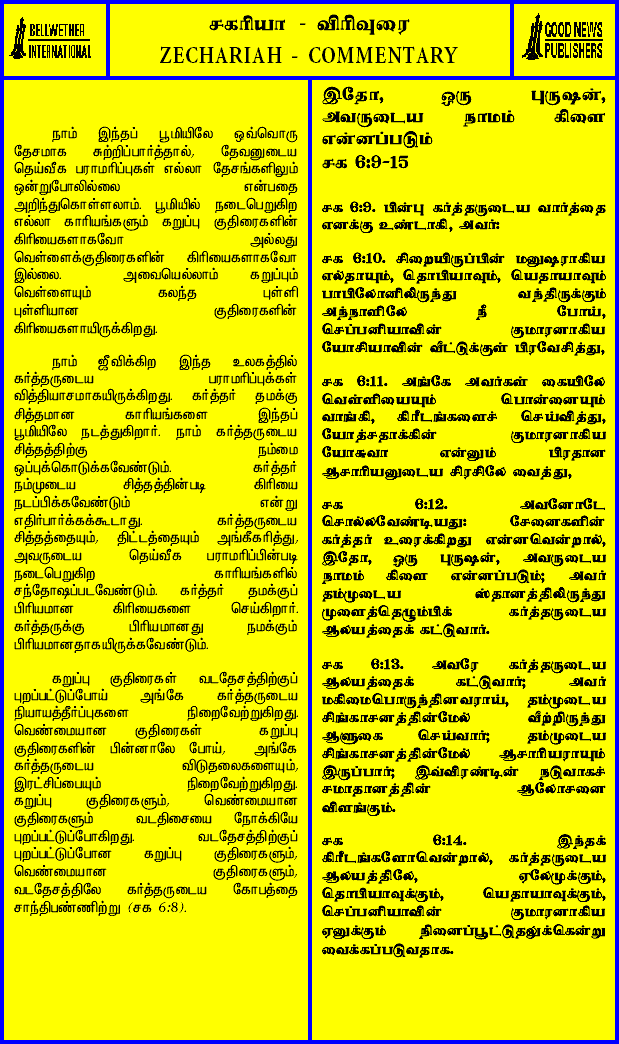 BELLWETHER
INTERNATIONAL
சகரியா - விரிவுரை
ZECHARIAH - COMMENTARY
GOOD NEWS
PUBLISHERS
நாம் இந்தப் பூமியிலே ஒவ்வொரு
தேசமாக சுற்றிப்பார்த்தால், தேவனுடைய
தெய்வீக பராமரிப்புகள் எல்லா தேசங்களிலும்
ஒன்றுபோலில்லை என்பதை
அறிந்துகொள்ளலாம். பூமியில் நடைபெறுகிற
எல்லா காரியங்களும் கறுப்பு குதிரைகளின்
கிரியைகளாகவோ அல்லது
வெள்ளைக்குதிரைகளின் கிரியைகளாகவோ
இல்லை. அவையெல்லாம் கறுப்பும்
வெள்ளையும் கலந்த புள்ளி
புள்ளியான குதிரைகளின்
கிரியைகளாயிருக்கிறது.
நாம் ஜீவிக்கிற இந்த உலகத்தில்
கர்த்தருடைய பராமரிப்புக்கள்
வித்தியாசமாகயிருக்கிறது. கர்த்தர் தமக்கு
சித்தமான காரியங்களை இந்தப்
பூமியிலே நடத்துகிறார். நாம் கர்த்தருடைய
சித்தத்திற்கு நம்மை
ஒப்புக்கொடுக்கவேண்டும். கர்த்தர்
நம்முடைய சித்தத்தின்படி கிரியை
நடப்பிக்கவேண்டும் என்று
எதிர்பார்க்கக்கூடாது. கர்த்தருடைய
சித்தத்தையும், திட்டத்தையும் அங்கீகரித்து,
அவருடைய தெய்வீக பராமரிப்பின்படி
நடைபெறுகிற காரியங்களில்
சந்தோஷப்படவேண்டும். கர்த்தர் தமக்குப்
பிரியமான கிரியைகளை செய்கிறார்.
கர்த்தருக்கு பிரியமானது நமக்கும்
பிரியமானதாகயிருக்கவேண்டும்.
கறுப்பு குதிரைகள் வடதேசத்திற்குப்
புறப்பட்டுப்போய் அங்கே கர்த்தருடைய
நியாயத்தீர்ப்புகளை நிறைவேற்றுகிறது.
வெண்மையான குதிரைகள் கறுப்பு
குதிரைகளின் பின்னாலே போய், அங்கே
கர்த்தருடைய விடுதலைகளையும்,
இரட்சிப்பையும் நிறைவேற்றுகிறது.
கறுப்பு குதிரைகளும், வெண்மையான
குதிரைகளும் வடதிசையை நோக்கியே
புறப்பட்டுப்போகிறது. வடதேசத்திற்குப்
புறப்பட்டுப்போன கறுப்பு குதிரைகளும்,
வெண்மையான குதிரைகளும்,
வடதேசத்திலே கர்த்தருடைய கோபத்தை
சாந்திபண்ணிற்று (சக 6:8).
இதோ, ஒரு புருஷன்,
அவருடைய நாமம் கிளை
என்னப்படும்
சக 6:9-15
சக 6:9. பின்பு கர்த்தருடைய வார்த்தை
எனக்கு உண்டாகி, அவர்:
சக 6:10. சிறையிருப்பின் மனுஷராகிய
எல்தாயும், தொபியாவும், யெதாயாவும்
பாபிலோனிலிருந்து வந்திருக்கும்
அந்நாளிலே நீ போய்,
செப்பனியாவின் குமாரனாகிய
யோசியாவின் வீட்டுக்குள் பிரவேசித்து,
சக 6:11. அங்கே அவர்கள் கையிலே
வெள்ளியையும் பொன்னையும்
வாங்கி, கிரீடங்களைச் செய்வித்து,
யோத்சதாக்கின் குமாரனாகிய
யோசுவா என்னும் பிரதான
ஆசாரியனுடைய சிரசிலே வைத்து,
சக 6:12. அவனோடே
சொல்லவேண்டியது: சேனைகளின்
கர்த்தர் உரைக்கிறது என்னவென்றால்,
இதோ, ஒரு புருஷன், அவருடைய
நாமம் கிளை என்னப்படும்; அவர்
தம்முடைய ஸ்தானத்திலிருந்து
முளைத்தெழும்பிக் கர்த்தருடைய
ஆலயத்தைக் கட்டுவார்.
சக 6:13. அவரே கர்த்தருடைய
ஆலயத்தைக் கட்டுவார்; அவர்
மகிமைபொருந்தினவராய், தம்முடைய
சிங்காசனத்தின்மேல் வீற்றிருந்து
ஆளுகை செய்வார்; தம்முடைய
சிங்காசனத்தின்மேல் ஆசாரியராயும்
இருப்பார்; இவ்விரண்டின் நடுவாகச்
சமாதானத்தின் ஆலோசனை
விளங்கும்.
சக 6:14. இந்தக்
கிரீடங்களோவென்றால், கர்த்தருடைய
ஆலயத்திலே, ஏலேமுக்கும்,
தொபியாவுக்கும், யெதாயாவுக்கும்,
செப்பனியாவின் குமாரனாகிய
ஏனுக்கும் நினைப்பூட்டுதலுக்கென்று
வைக்கப்படுவதாக.